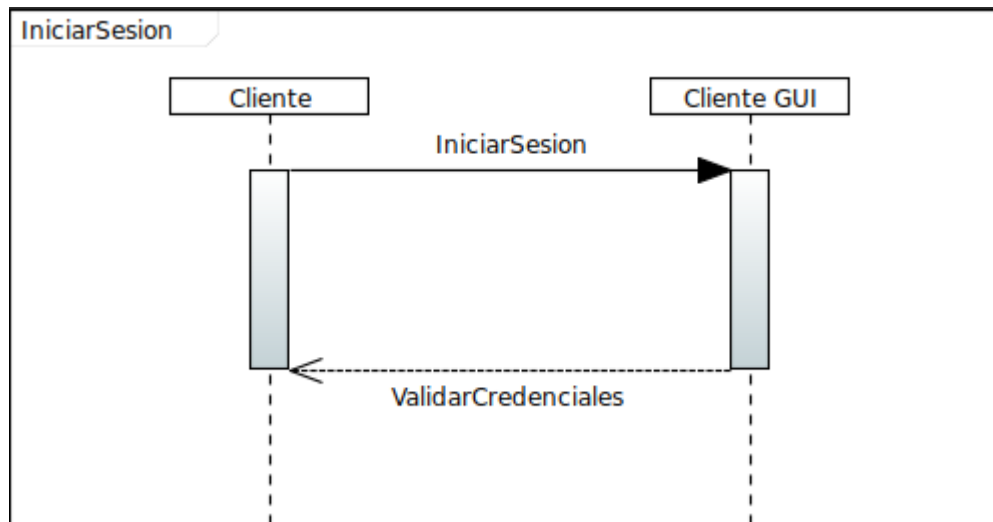 IniciarSesion
Cliente
Cliente GUI
IniciarSesion
ValidarCredenciales